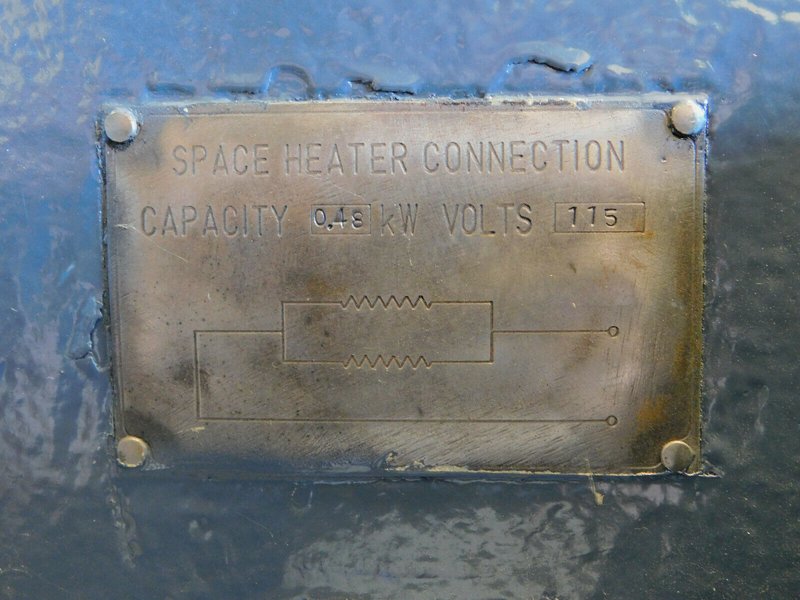 SPACE HEATER CONNECTION
CAPACITY 0.48 kW VOLTS 115